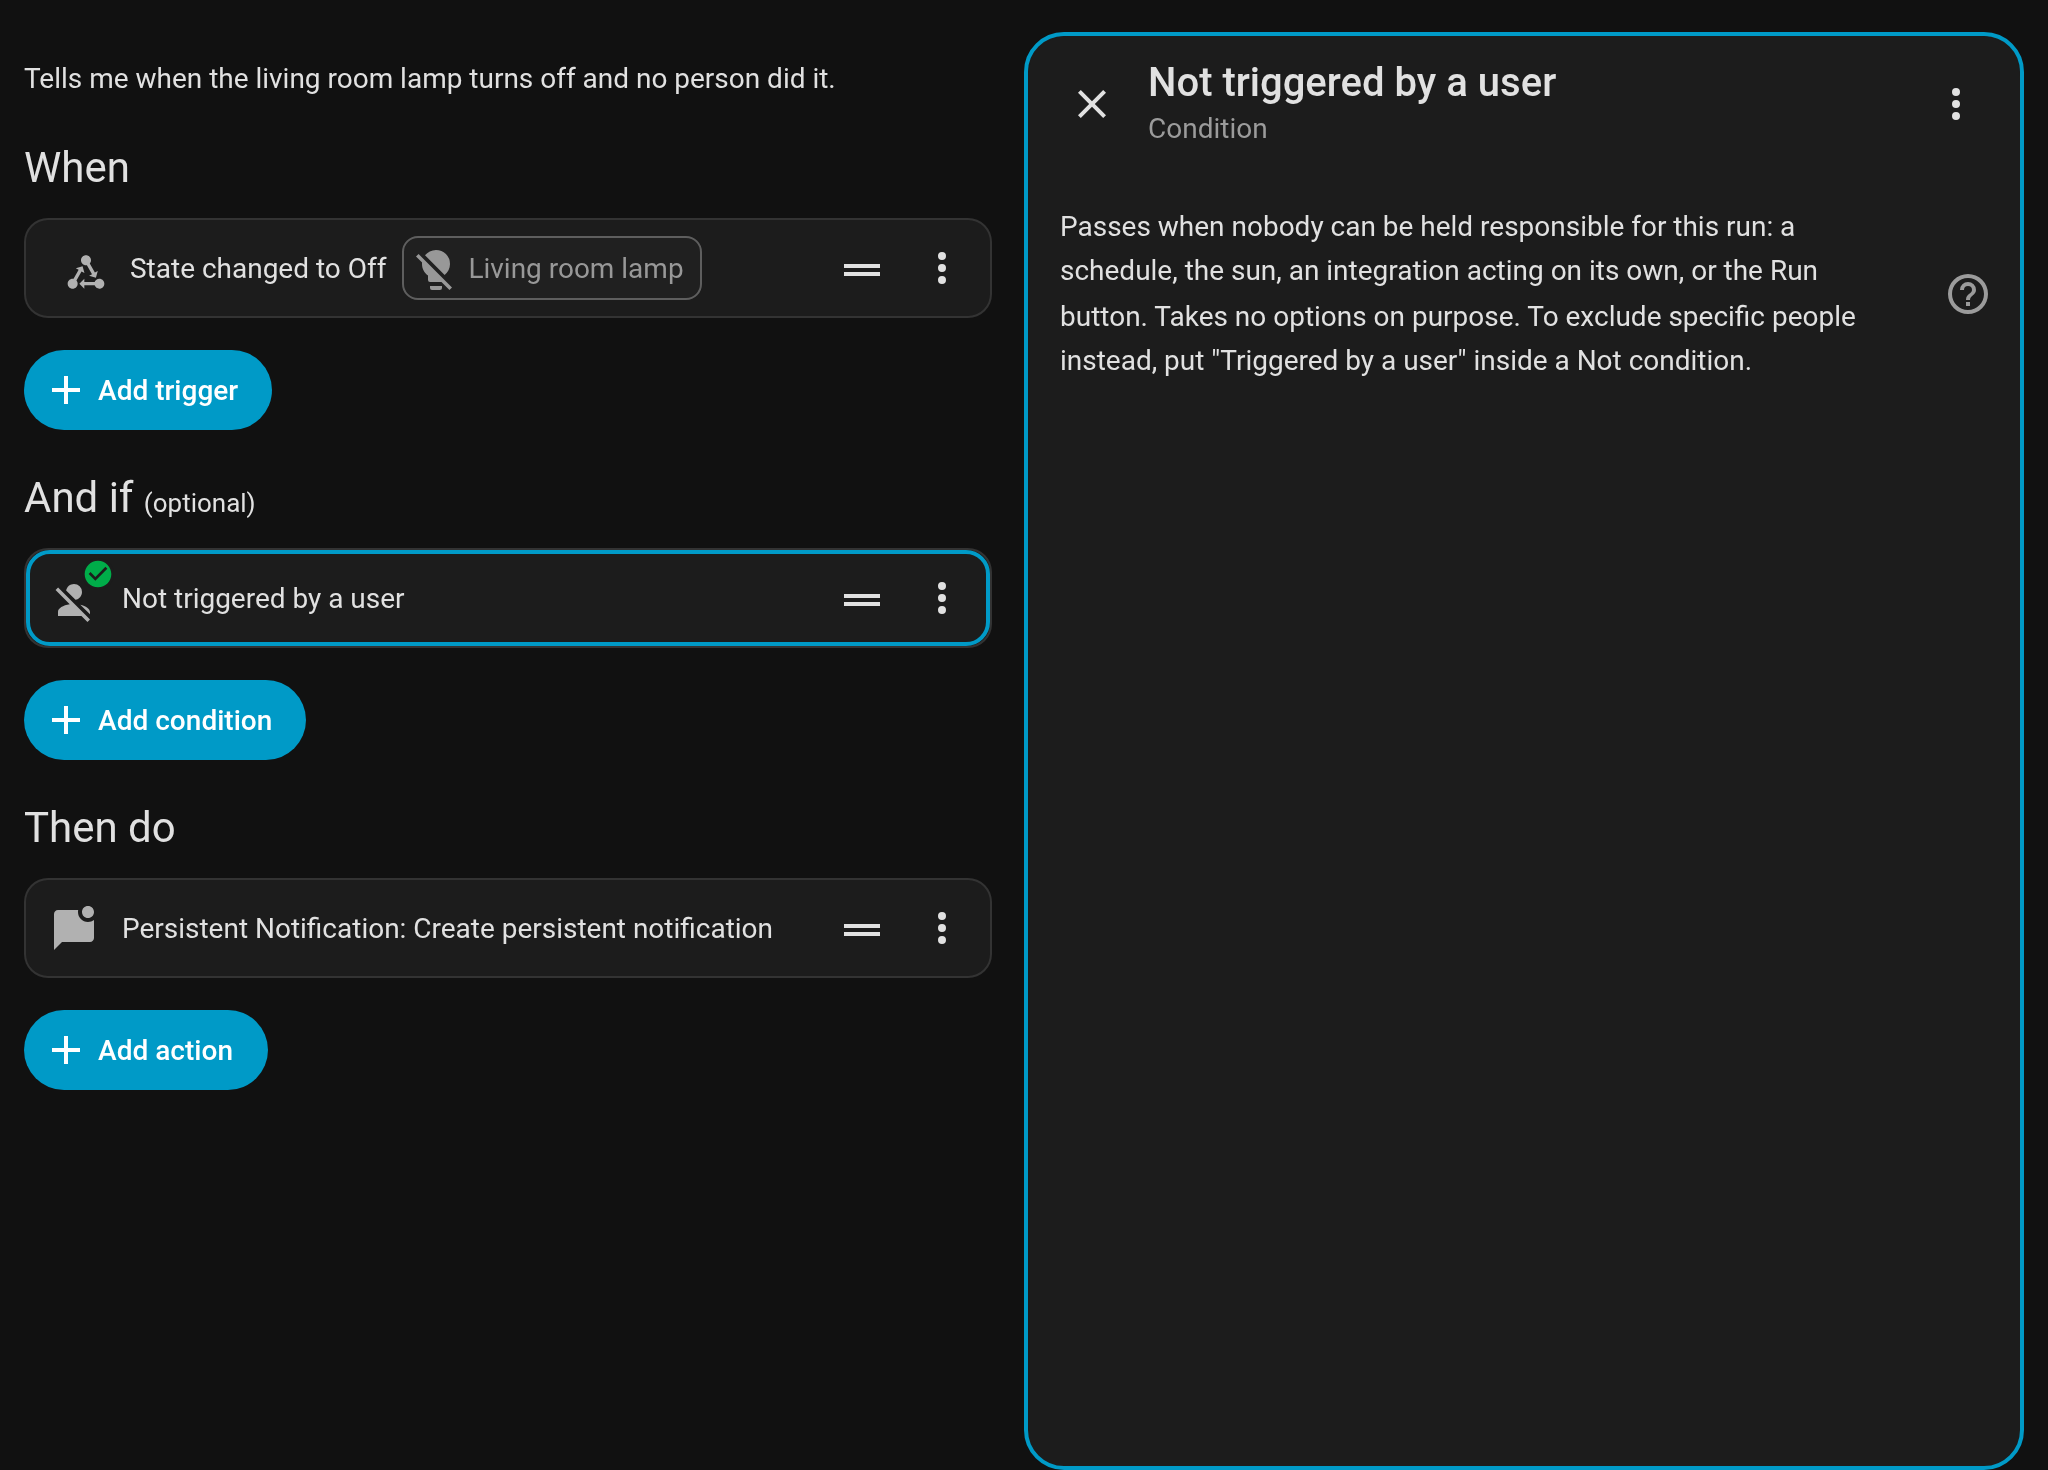 Tells me when the living room lamp turns off and no person did it.
When
State changed to Off
Living room lamp
Add trigger
And if (optional)
Not triggered by a user
Add condition
Then do
Persistent Notification: Create persistent notification
Add action
Not triggered by a user
Condition
Passes when nobody can be held responsible for this run: a
schedule, the sun, an integration acting on its own, or the Run
button. Takes no options on purpose. To exclude specific people
instead, put "Triggered by a user" inside a Not condition.